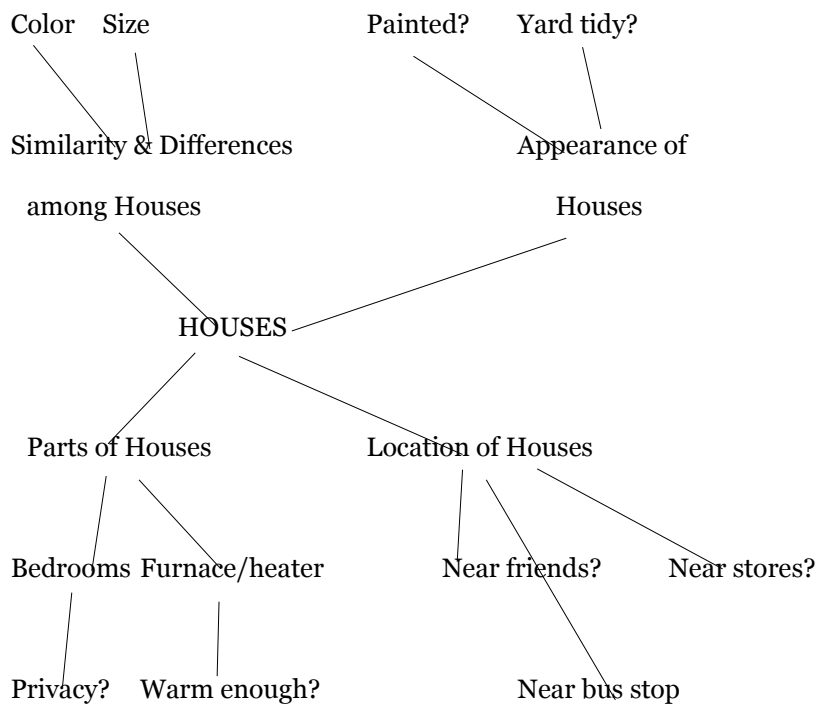 Color Size Painted? Yard tidy?
Similarity & Differences Appearance of
among Houses Houses
HOUSES
Parts of Houses Location of Houses
Bedrooms Furnace/heater Near friends? Near stores?
Privacy? Warm enough? Near bus stop